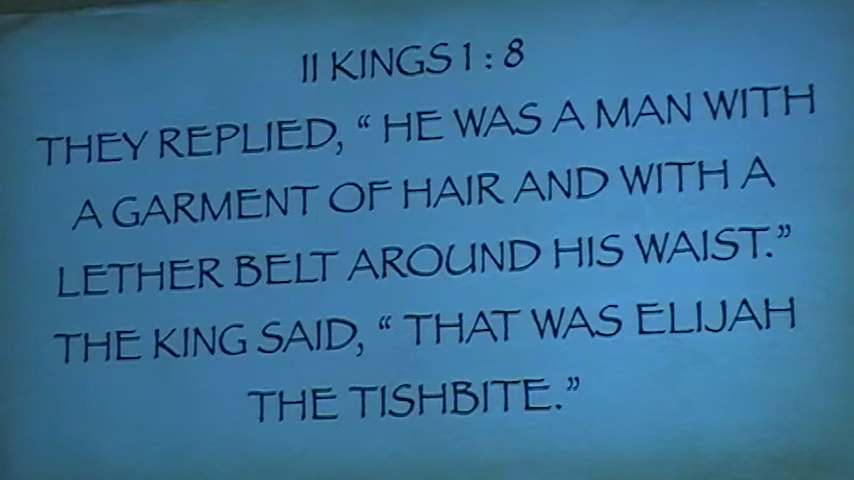 II KINGS 1 : 8
THEY REPLIED, “ HE WAS A MAN WITH
A GARMENT OF HAIR AND WITH A
LETHER BELT AROUND HIS WAIST.”
THE KING SAID, “ THAT WAS ELIJAH
THE TISHBITE.”